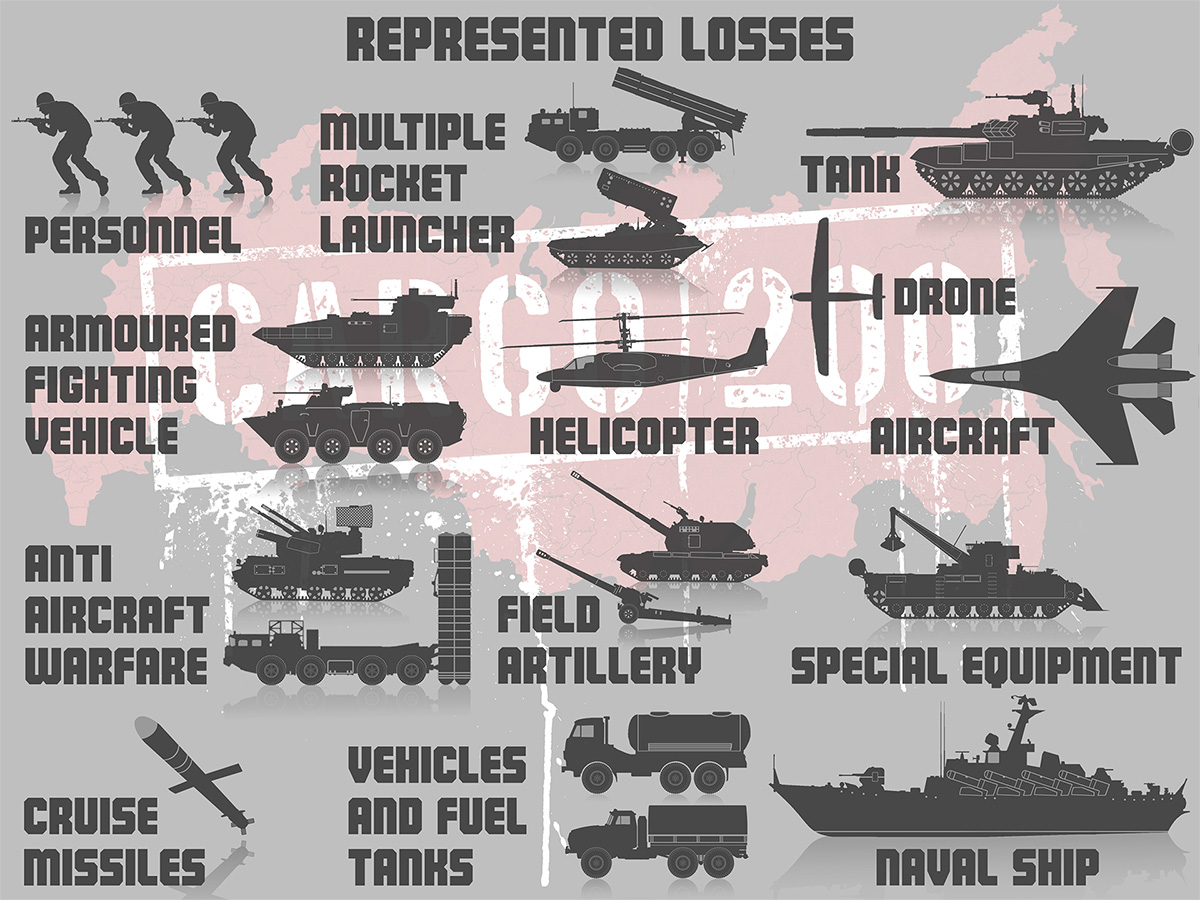 REPRESENTED LOSSES
PERSONNEL
MULTIPLE
ROCKET
LAUNCHER
TANK
DRONE
ARMOURED
FIGHTING
VEHICLE
CARGO 200
HELICOPTER
AIRCRAFT
ANTI
AIRCRAFT
WARFARE
FIELD
ARTILLERY
SPECIAL EQUIPMENT
CRUISE
MISSILES
VEHICLES
AND FUEL
TANKS
NAVAL SHIP